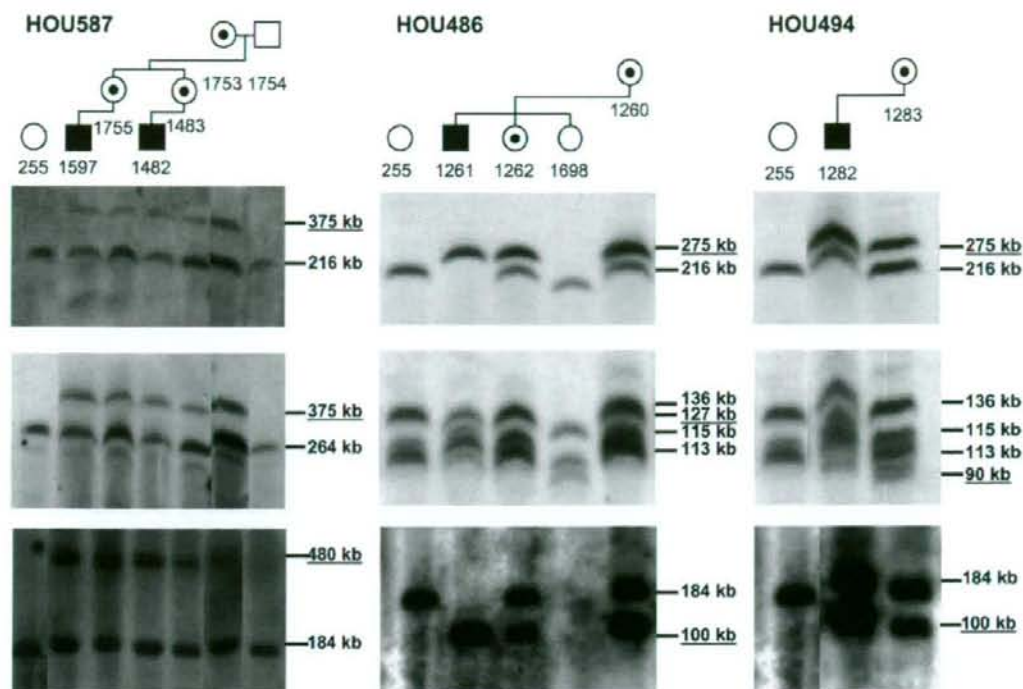 HOU587
1753 1754
1755
1483
255
1597
1482
375 kb
216 kb
375 kb
264 kb
480 kb
184 kb
HOU486
1260
255
1261
1262
1698
275 kb
216 kb
136 kb
127 kb
115 kb
113 kb
184 kb
100 kb
HOU494
1283
255
1282
275 kb
216 kb
136 kb
115 kb
113 kb
90 kb
184 kb
100 kb